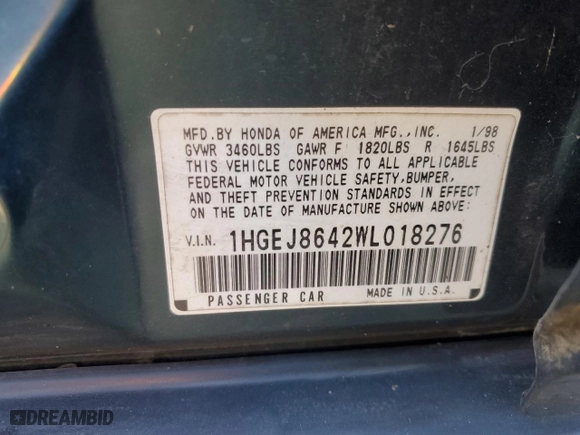 MFD.BY HONDA OF AMERICA MFG.,INC. 1/98
GVWR 3460LBS GAWR F 1820LBS R 1645LBS
THIS VEHICLE CONFORMS TO ALL APPLICABLE
FEDERAL MOTOR VEHICLE SAFETY,BUMPER,
AND THEFT PREVENTION STANDARDS IN EFFECT
ON THE DATE OF MANUFACTURE SHOWN ABOVE:
V.I.N. 1HGEJ8642WL018276
PASSENGER CAR MADE IN U.S.A.
DREAMBID